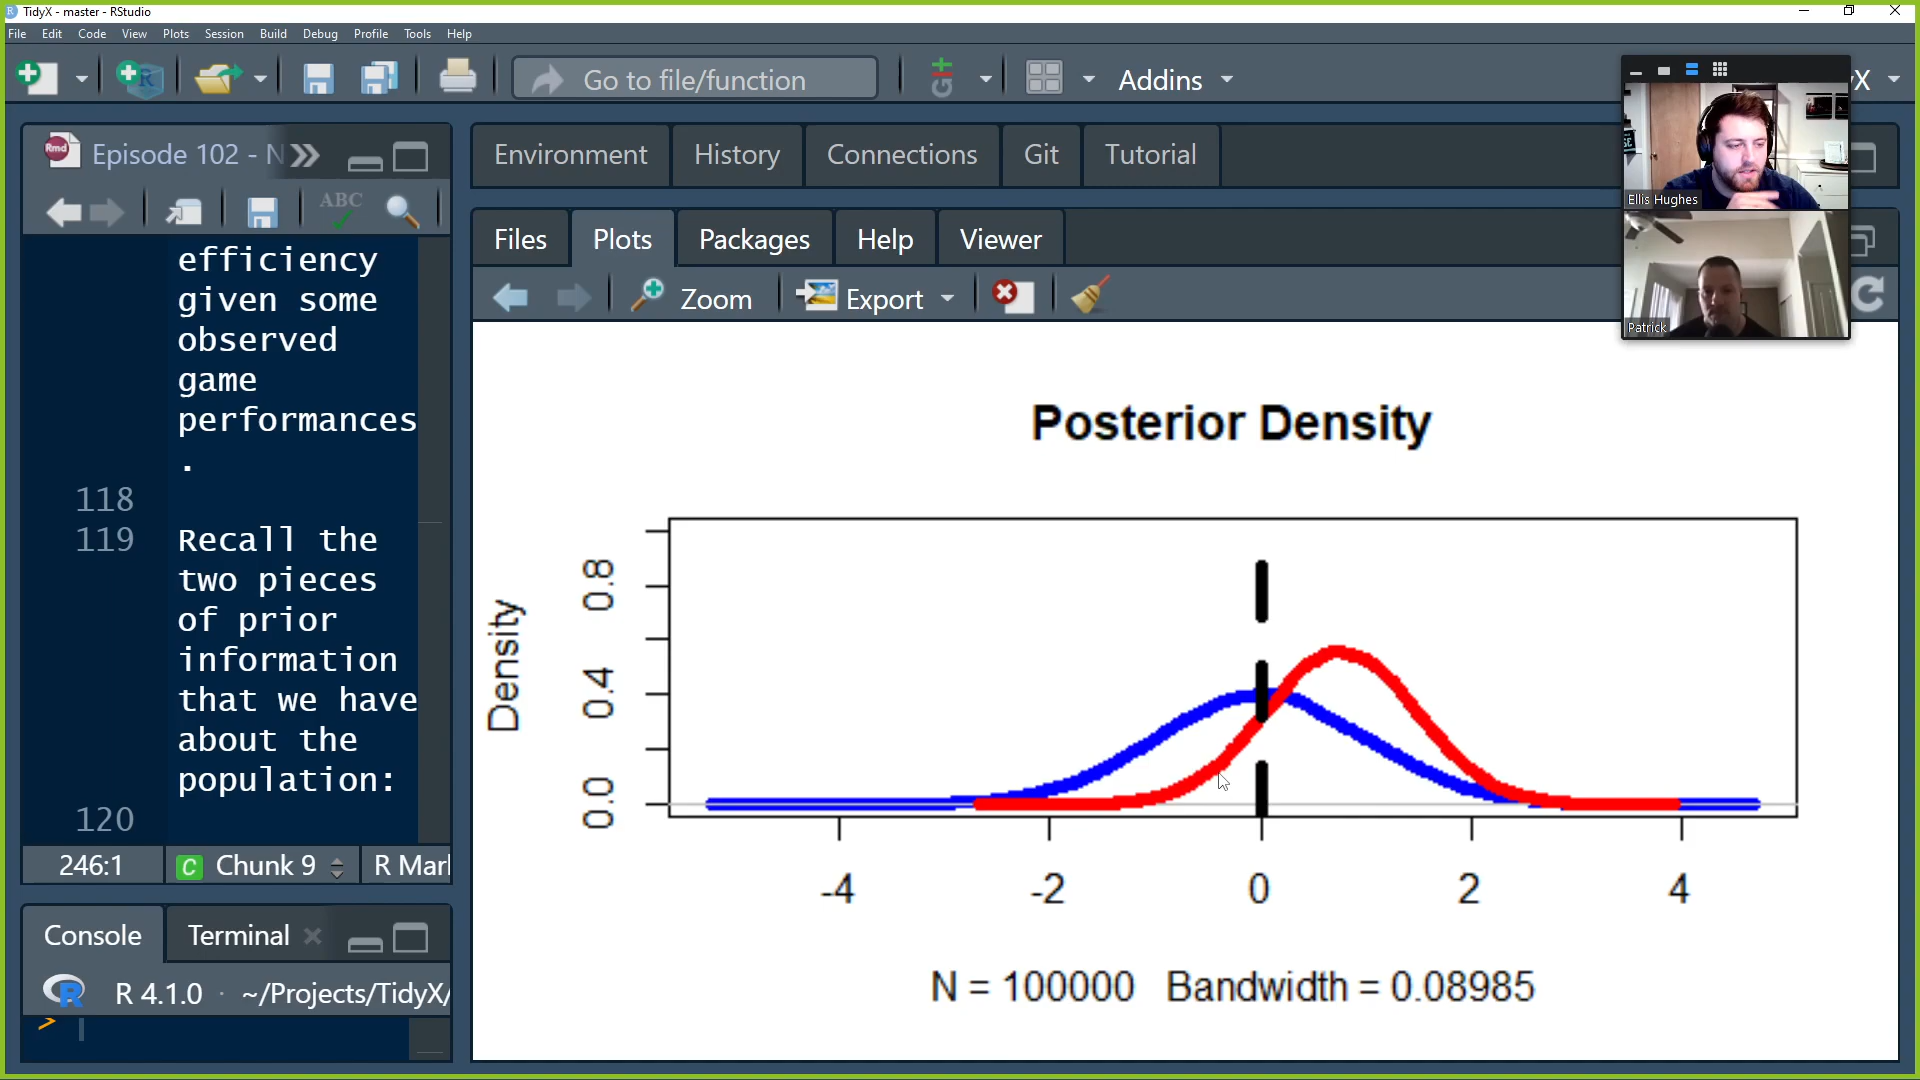 TidyX - master - RStudio
File Edit Code View Plots Session Build Debug Profile Tools Help
Go to file/function
Addins
X
Ellis Hughes
Patrick
Episode 102 - N
ABC
efficiency
given some
observed
game
performances
.
118
119 Recall the
two pieces
of prior
information
that we have
about the
population:
120
246:1 C Chunk 9 R Marl
Console Terminal
R 4.1.0 · ~/Projects/TidyX/
>
Environment History Connections Git Tutorial
Files Plots Packages Help Viewer
Zoom Export
Posterior Density
Density
0.8
0.4
0.0
-4 -2 0 2 4
N = 100000 Bandwidth = 0.08985